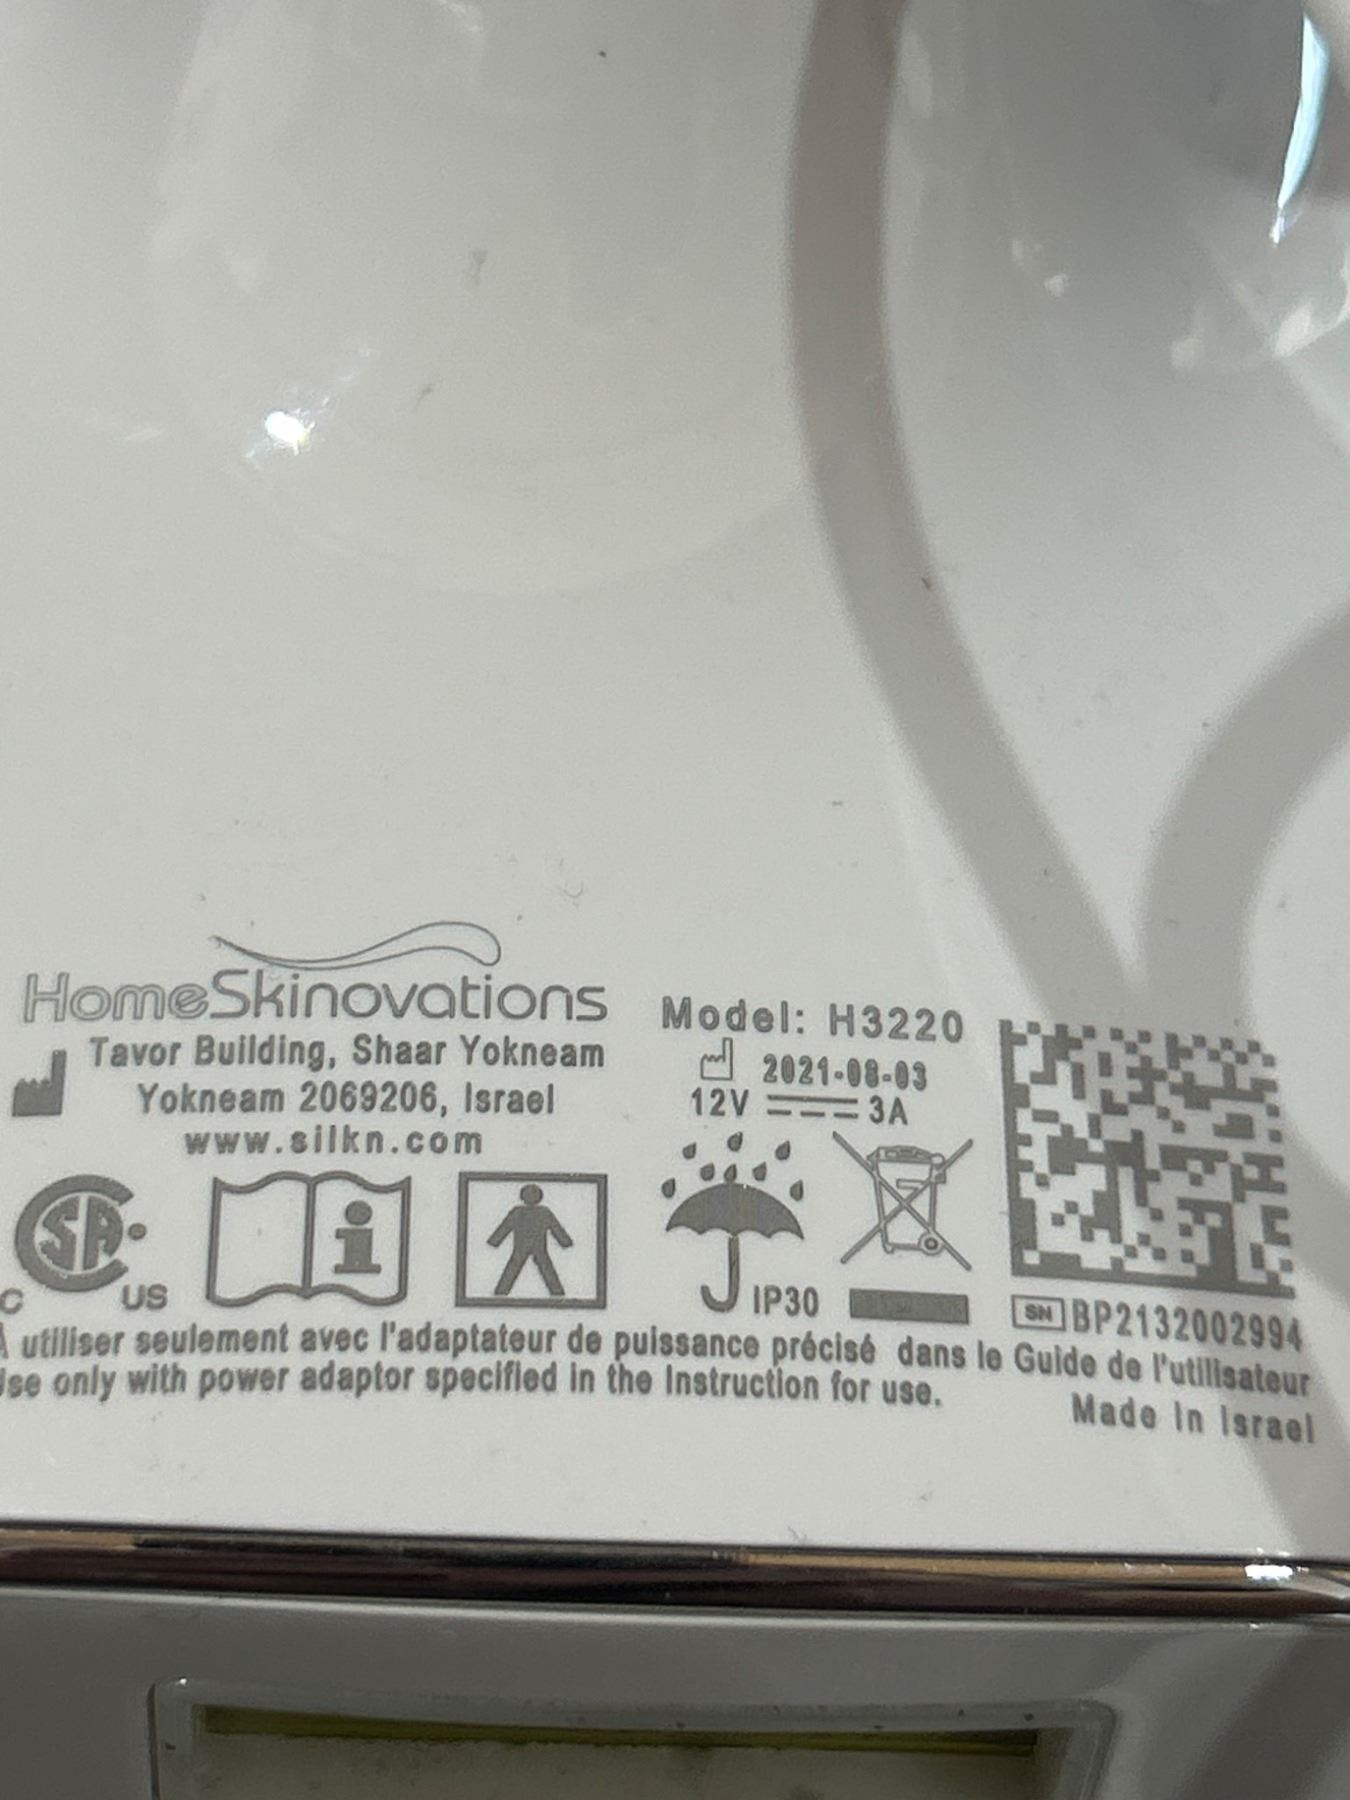 HomeSkinovations
Tavor Building, Shaar Yokneam
Yokneam 2069206, Israel
www.silkn.com
Model: H3220
2021-08-03
12V 3A
C SA US
IP30
SN BP2132002994
A utiliser seulement avec l'adaptateur de puissance précisé dans le Guide de l'utilisateur
Use only with power adaptor specified in the Instruction for use.
Made In Israel